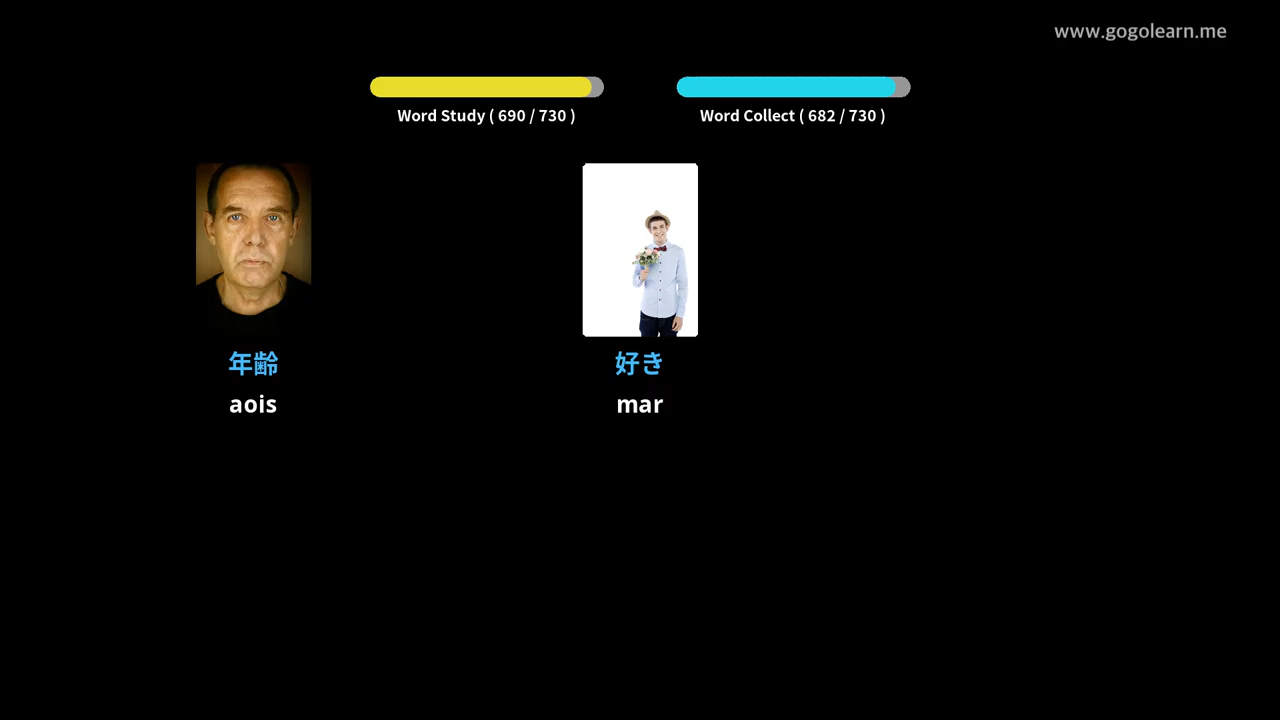 www.gogolearn.me
Word Study ( 690 / 730 )
Word Collect ( 682 / 730 )
年齢
好き
aois
mar